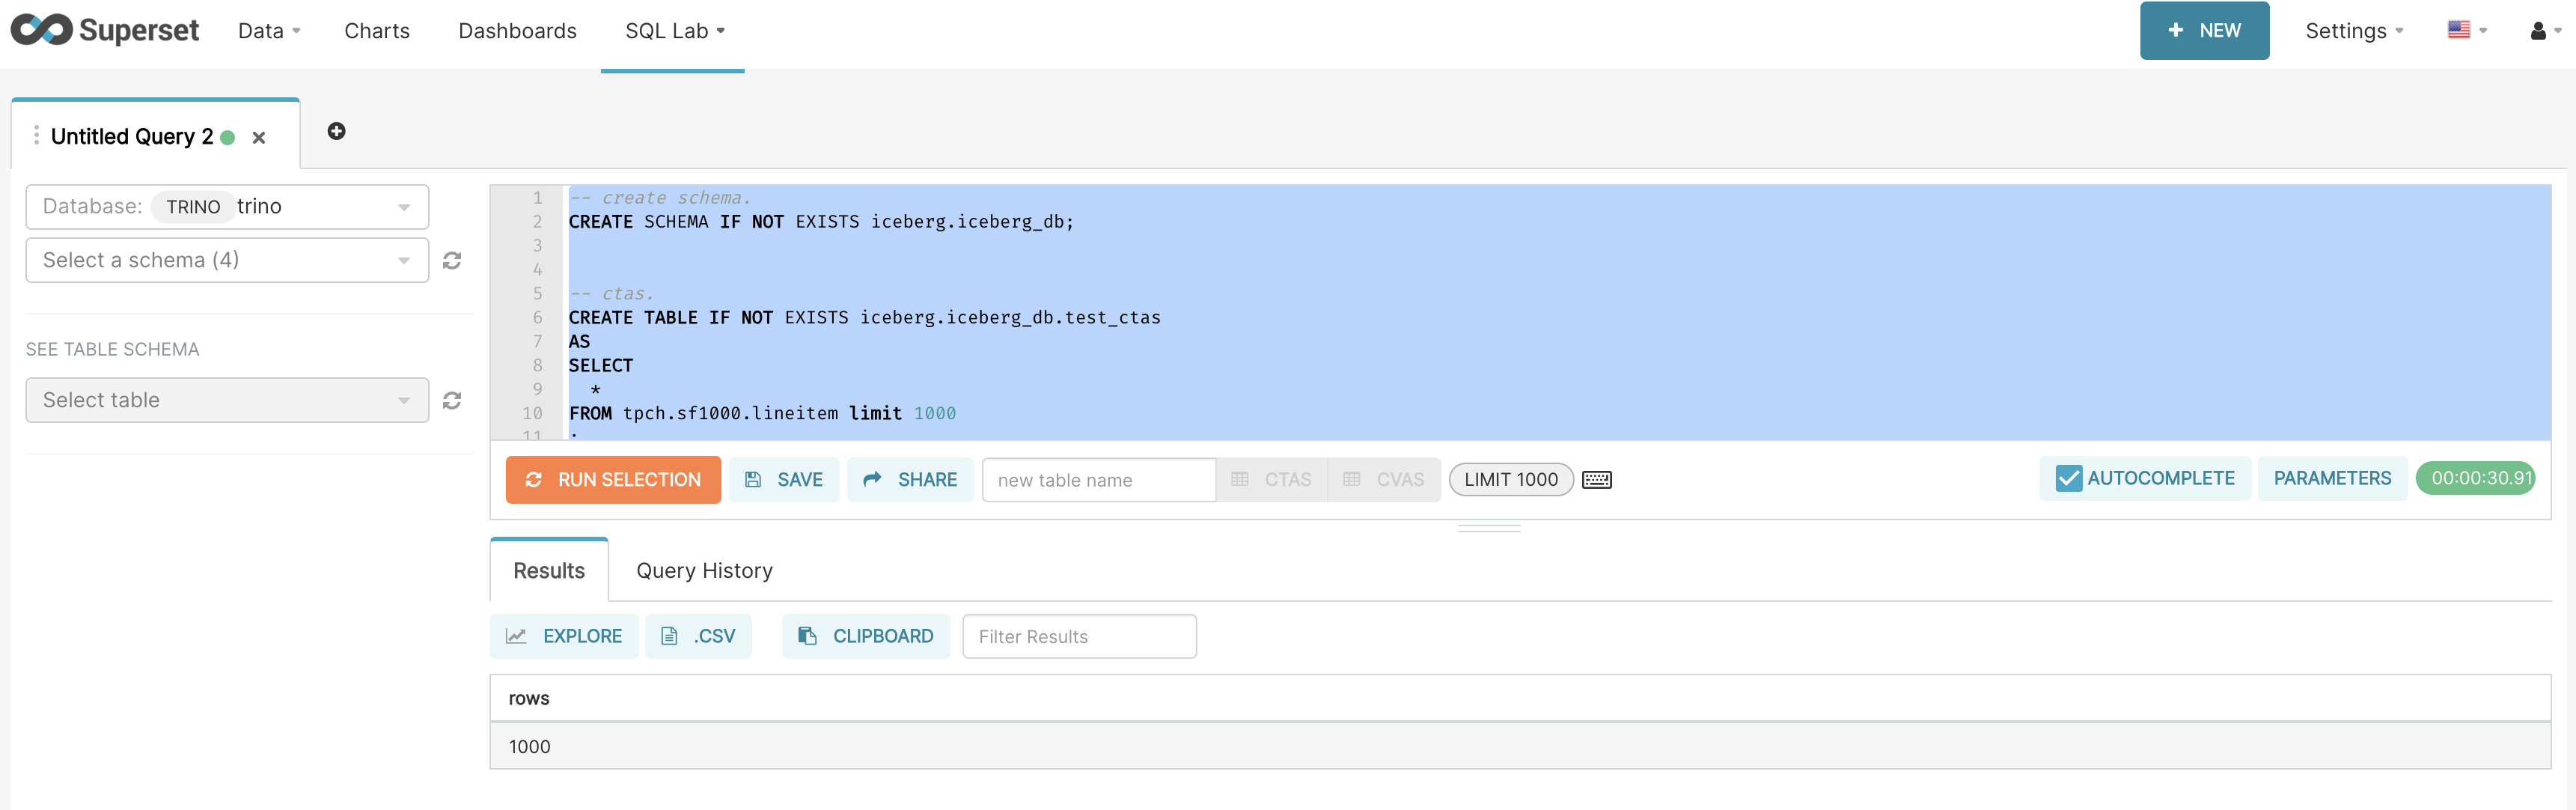 Superset Data Charts Dashboards SQL Lab + NEW Settings
Untitled Query 2
Database: TRINO trino
Select a schema (4)
SEE TABLE SCHEMA
Select table
1 -- create schema.
2 CREATE SCHEMA IF NOT EXISTS iceberg.iceberg_db;
3
4
5 -- ctas.
6 CREATE TABLE IF NOT EXISTS iceberg.iceberg_db.test_ctas
7 AS
8 SELECT
9 *
10 FROM tpch.sf1000.lineitem limit 1000
11 ;
RUN SELECTION SAVE SHARE new table name CTAS CVAS LIMIT 1000 AUTOCOMPLETE PARAMETERS 00:00:30.91
Results Query History
EXPLORE .CSV CLIPBOARD Filter Results
rows
1000